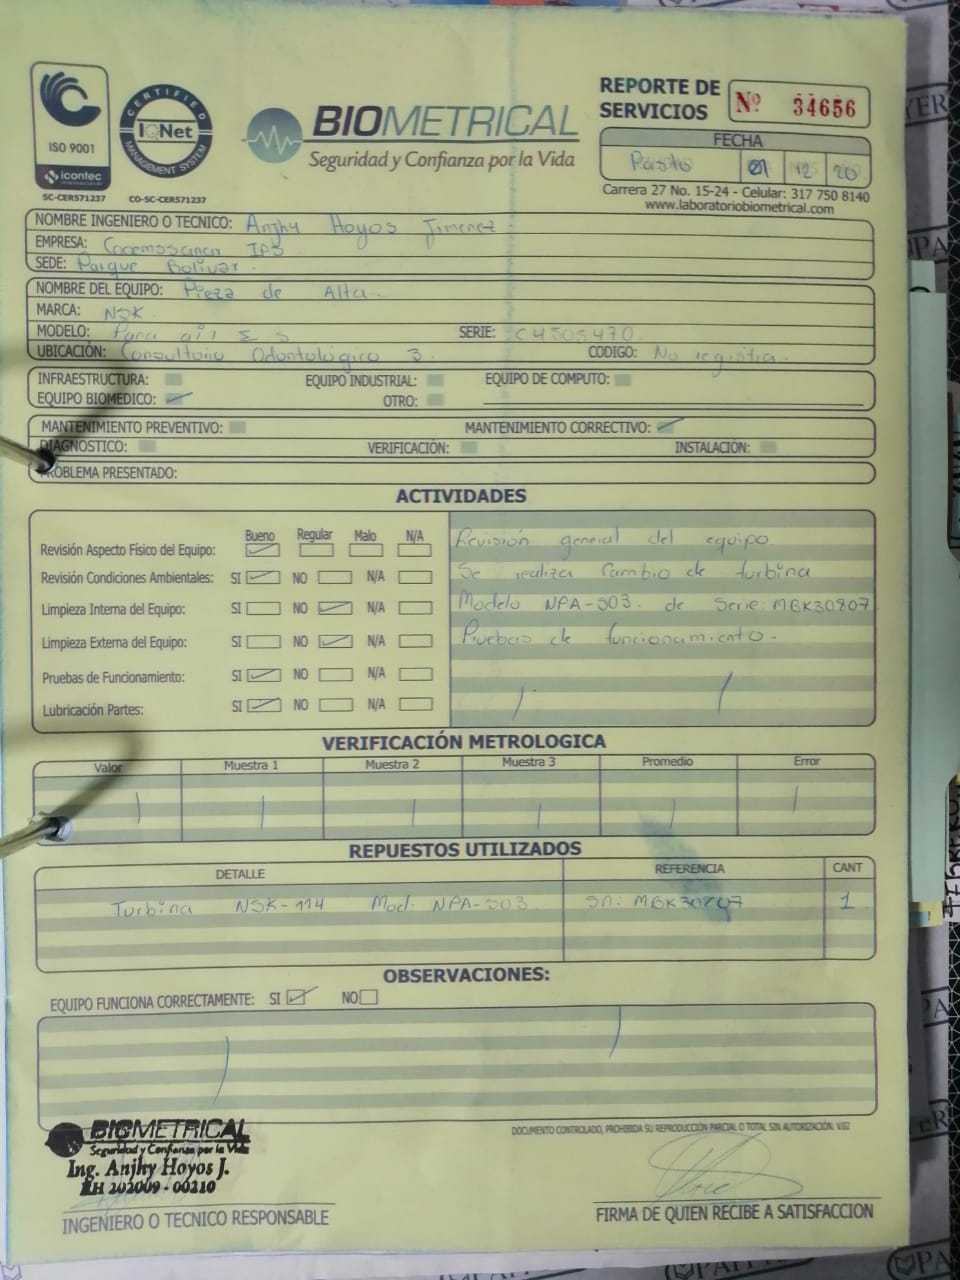 REPORTE DE SERVICIOS Nº 34656
ISO 9001
icontec
internacional
SC-CER571237
CERTIFIED
IQNet
MANAGEMENT SYSTEM
CO-SC-CER571237
BIOMETRICAL
Seguridad y Confianza por la Vida
FECHA
Pasto 01 12 20
Carrera 27 No. 15-24 - Celular: 317 750 8140
www.laboratoriobiometrical.com
NOMBRE INGENIERO O TECNICO: Anjhy Hoyos Jimenez
EMPRESA: IPS
SEDE: Parque Bolivar.
NOMBRE DEL EQUIPO: Pieza de Alta.
MARCA: NSK.
MODELO: Pana SERIE: C4505470
UBICACIÓN: Consultorio Odontológico 3. CODIGO: No registra.
INFRAESTRUCTURA: EQUIPO INDUSTRIAL: EQUIPO DE COMPUTO:
EQUIPO BIOMEDICO: OTRO:
MANTENIMIENTO PREVENTIVO: MANTENIMIENTO CORRECTIVO:
DIAGNOSTICO: VERIFICACIÓN: INSTALACIÓN:
PROBLEMA PRESENTADO:
ACTIVIDADES
Bueno Regular Malo N/A
Revisión Aspecto Físico del Equipo:
Revisión Condiciones Ambientales: SI NO N/A
Limpieza Interna del Equipo: SI NO N/A
Limpieza Externa del Equipo: SI NO N/A
Pruebas de Funcionamiento: SI NO N/A
Lubricación Partes: SI NO N/A
Revisión general del equipo
Se realiza cambio de turbina
Modelo NPA-S03. de Serie: MBK30807
Pruebas de funcionamiento.
VERIFICACIÓN METROLOGICA
Valor Muestra 1 Muestra 2 Muestra 3 Promedio Error
REPUESTOS UTILIZADOS
DETALLE REFERENCIA CANT
Turbina NSK-114 Mod: NPA-S03 Sn: MBK30807 1
OBSERVACIONES:
EQUIPO FUNCIONA CORRECTAMENTE: SI NO
DOCUMENTO CONTROLADO, PROHIBIDA SU REPRODUCCIÓN PARCIAL O TOTAL SIN AUTORIZACIÓN.
BIOMETRICAL
Seguridad y Confianza por la Vida
Ing. Anjhy Hoyos J.
RH 202009 - 00210
INGENIERO O TECNICO RESPONSABLE
FIRMA DE QUIEN RECIBE A SATISFACCION